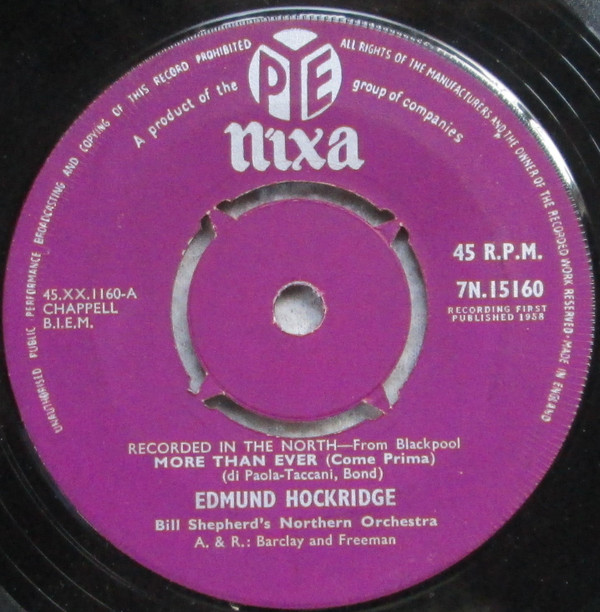 UNAUTHORISED PUBLIC PERFORMANCE BROADCASTING AND COPYING OF THIS RECORD PROHIBITED
ALL RIGHTS OF THE MANUFACTURERS AND THE OWNER OF THE RECORDED WORK RESERVED—MADE IN ENGLAND
A product of the
PYE
group of companies
nixa
45 R.P.M.
7N.15160
RECORDING FIRST
PUBLISHED 1958
45.XX.1160-A
CHAPPELL
B.I.E.M.
RECORDED IN THE NORTH—From Blackpool
MORE THAN EVER (Come Prima)
(di Paola-Taccani, Bond)
EDMUND HOCKRIDGE
Bill Shepherd's Northern Orchestra
A. & R.: Barclay and Freeman